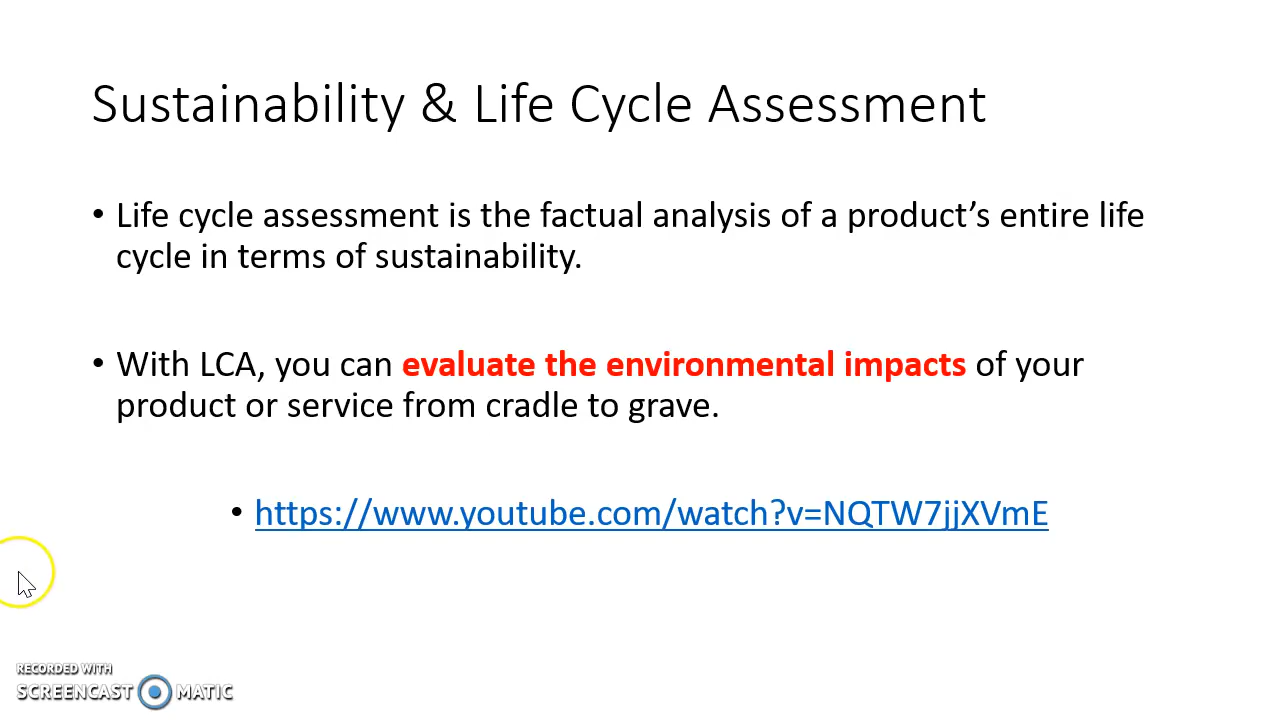 Sustainability & Life Cycle Assessment
• Life cycle assessment is the factual analysis of a product’s entire life
cycle in terms of sustainability.
• With LCA, you can evaluate the environmental impacts of your
product or service from cradle to grave.
• https://www.youtube.com/watch?v=NQTW7jjXVmE
RECORDED WITH
SCREENCAST MATIC